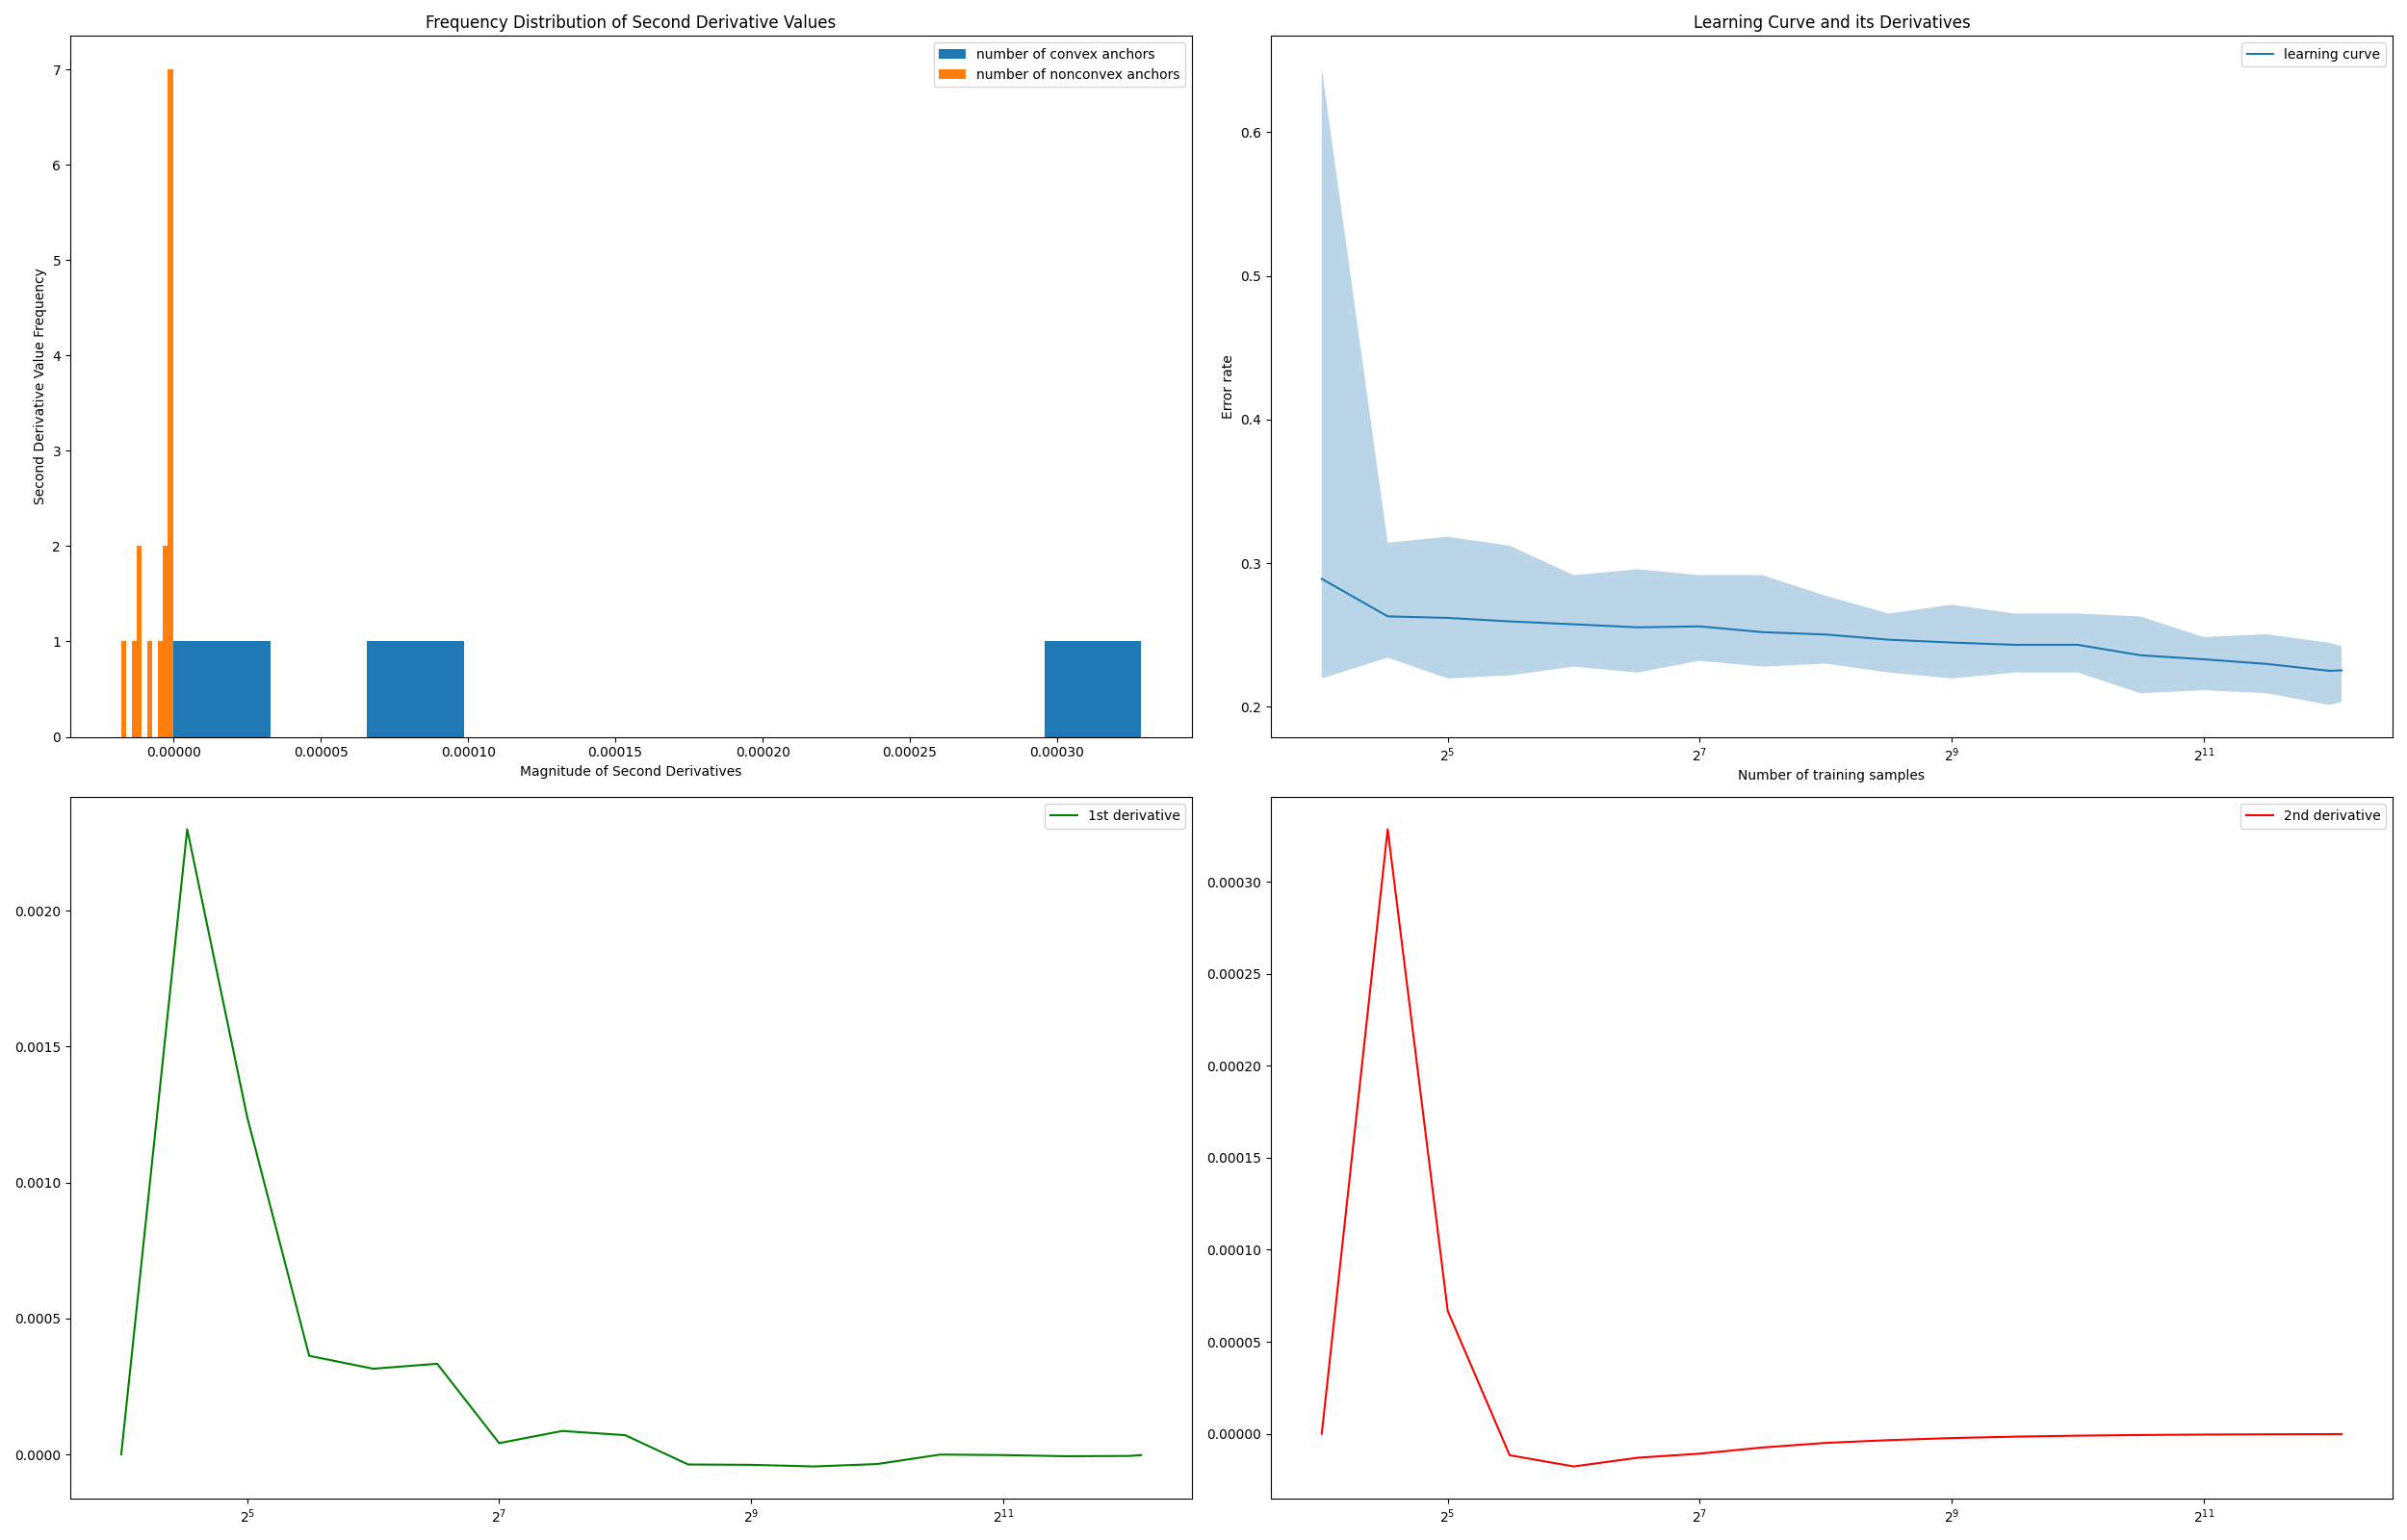 Frequency Distribution of Second Derivative Values
number of convex anchors
number of nonconvex anchors
Second Derivative Value Frequency
7
6
5
4
3
2
1
0
0.00000 0.00005 0.00010 0.00015 0.00020 0.00025 0.00030
Magnitude of Second Derivatives
Learning Curve and its Derivatives
learning curve
Error rate
0.6
0.5
0.4
0.3
0.2
2^5 2^7 2^9 2^11
Number of training samples
1st derivative
0.0020
0.0015
0.0010
0.0005
0.0000
2^5 2^7 2^9 2^11
2nd derivative
0.00030
0.00025
0.00020
0.00015
0.00010
0.00005
0.00000
2^5 2^7 2^9 2^11